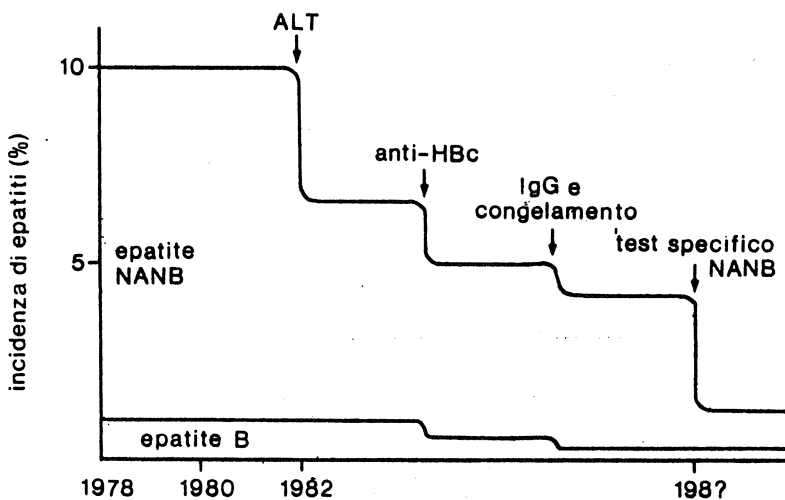 ALT
10
anti-HBc
IgG e
congelamento
test specifico
NANB
epatite
NANB
5
incidenza di epatiti (%)
epatite B
1978 1980 1982 198?